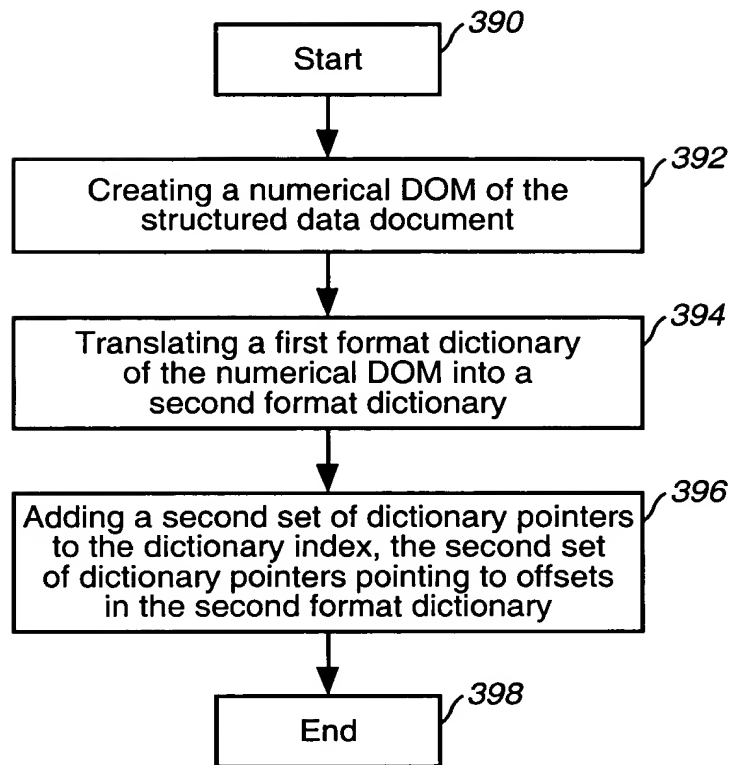 390
Start
392
Creating a numerical DOM of the
structured data document
394
Translating a first format dictionary
of the numerical DOM into a
second format dictionary
396
Adding a second set of dictionary pointers
to the dictionary index, the second set
of dictionary pointers pointing to offsets
in the second format dictionary
398
End